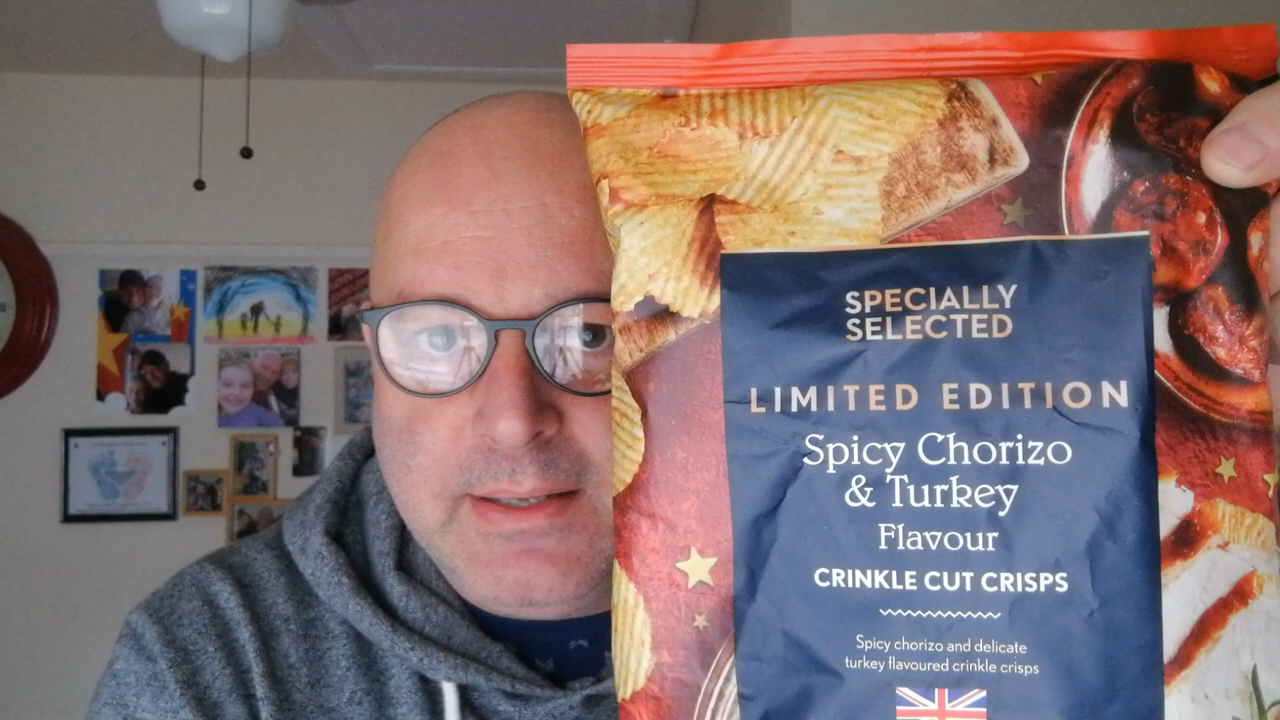 SPECIALLY
SELECTED
LIMITED EDITION
Spicy Chorizo
& Turkey
Flavour
CRINKLE CUT CRISPS
Spicy chorizo and delicate
turkey flavoured crinkle crisps